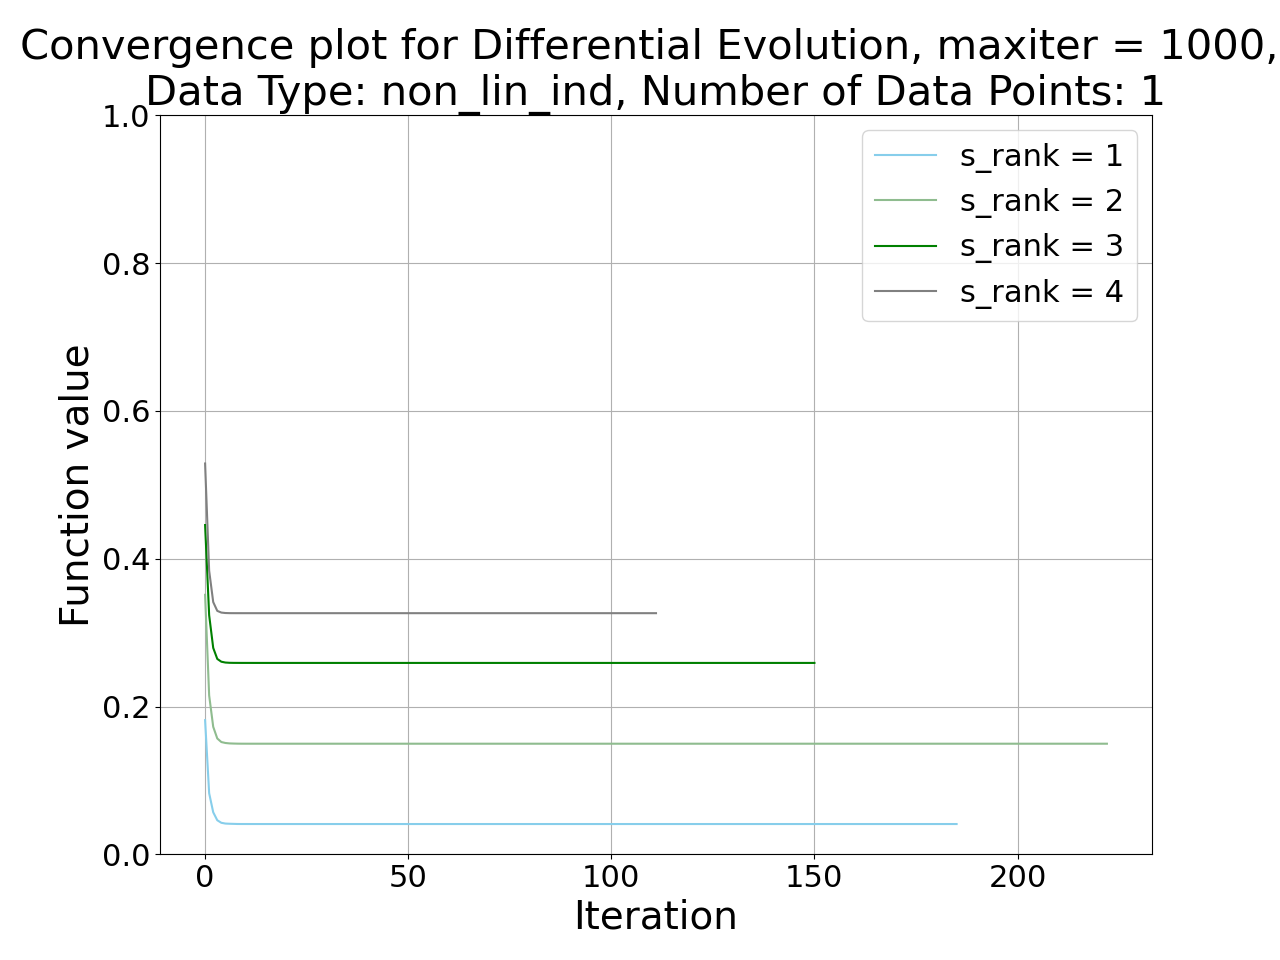 Convergence plot for Differential Evolution, maxiter = 1000,
Data Type: non_lin_ind, Number of Data Points: 1
s_rank = 1
s_rank = 2
s_rank = 3
s_rank = 4
Function value
1.0
0.8
0.6
0.4
0.2
0.0
0
50
100
150
200
Iteration